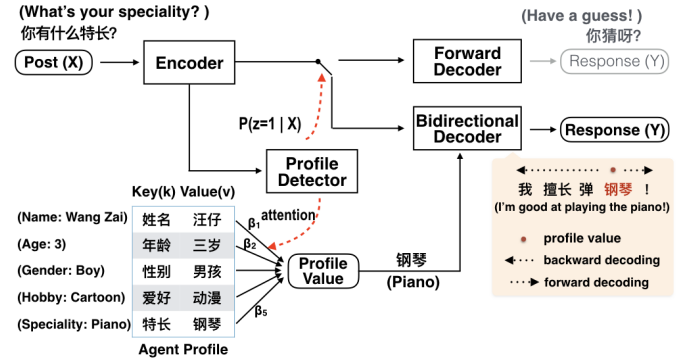 (What's your speciality? )
你有什么特长?
Post (X)
Encoder
Forward
Decoder
(Have a guess! )
你猜呀?
Response (Y)
P(z=1 | X)
Bidirectional
Decoder
Response (Y)
Profile
Detector
我 擅长 弹 钢琴 !
(I'm good at playing the piano!)
profile value
backward decoding
forward decoding
Key(k) Value(v)
attention
(Name: Wang Zai) 姓名 汪仔 β1
(Age: 3) 年龄 三岁 β2
(Gender: Boy) 性别 男孩
(Hobby: Cartoon) 爱好 动漫
(Speciality: Piano) 特长 钢琴 β5
Profile
Value
钢琴
(Piano)
Agent Profile